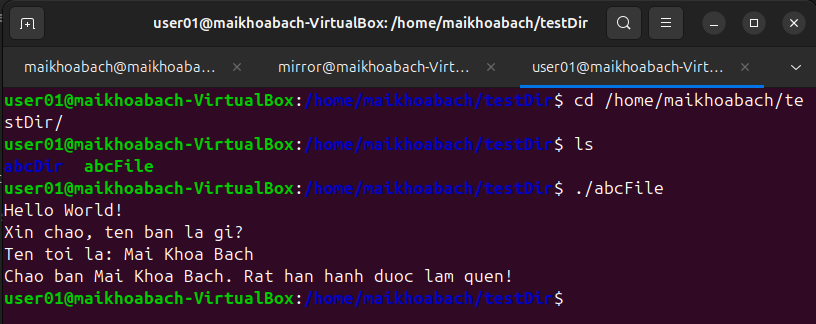 user01@maikhoabach-VirtualBox: /home/maikhoabach/testDir
maikhoabach@maikhoaba… × mirror@maikhoabach-Virt… × user01@maikhoabach-Virt… ×
user01@maikhoabach-VirtualBox:/home/maikhoabach/testDir$ cd /home/maikhoabach/te
stDir/
user01@maikhoabach-VirtualBox:/home/maikhoabach/testDir$ ls
abcDir  abcFile
user01@maikhoabach-VirtualBox:/home/maikhoabach/testDir$ ./abcFile
Hello World!
Xin chao, ten ban la gi?
Ten toi la: Mai Khoa Bach
Chao ban Mai Khoa Bach. Rat han hanh duoc lam quen!
user01@maikhoabach-VirtualBox:/home/maikhoabach/testDir$